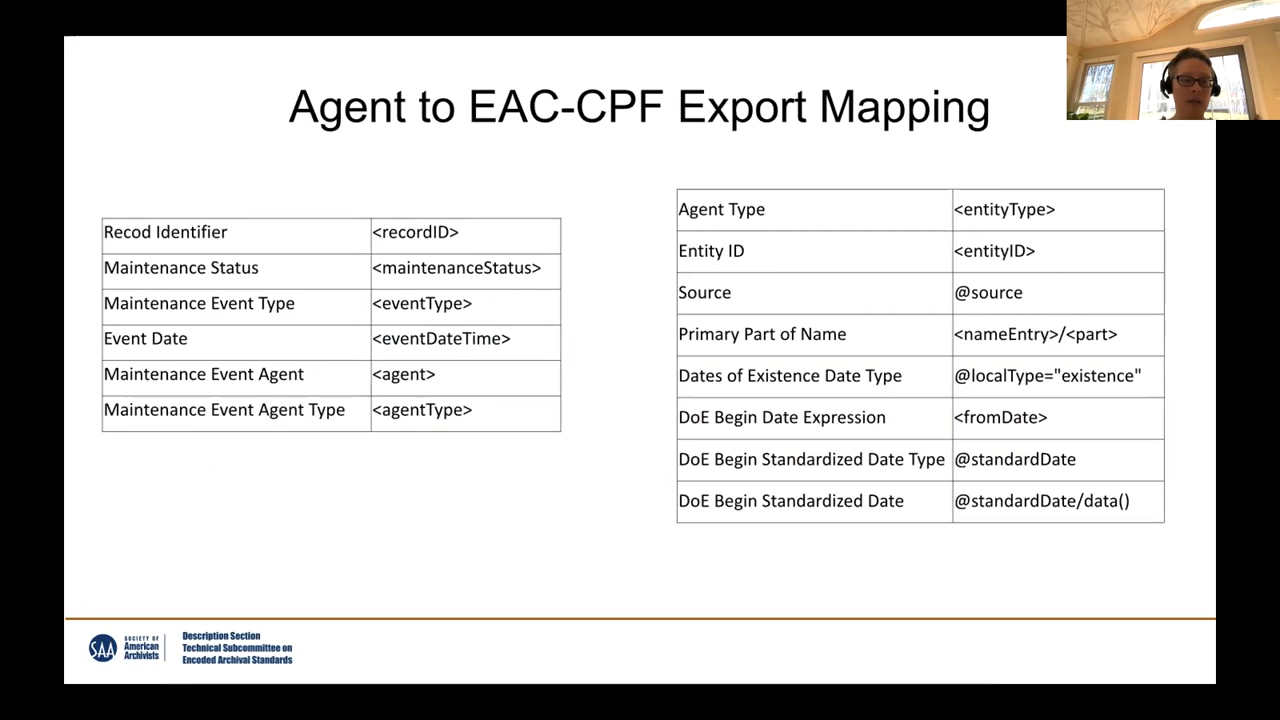 Agent to EAC-CPF Export Mapping
Recod Identifier <recordID>
Maintenance Status <maintenanceStatus>
Maintenance Event Type <eventType>
Event Date <eventDateTime>
Maintenance Event Agent <agent>
Maintenance Event Agent Type <agentType>
Agent Type <entityType>
Entity ID <entityID>
Source @source
Primary Part of Name <nameEntry>/<part>
Dates of Existence Date Type @localType="existence"
DoE Begin Date Expression <fromDate>
DoE Begin Standardized Date Type @standardDate
DoE Begin Standardized Date @standardDate/data()
SAA
SOCIETY OF
American
Archivists
Description Section
Technical Subcommittee on
Encoded Archival Standards